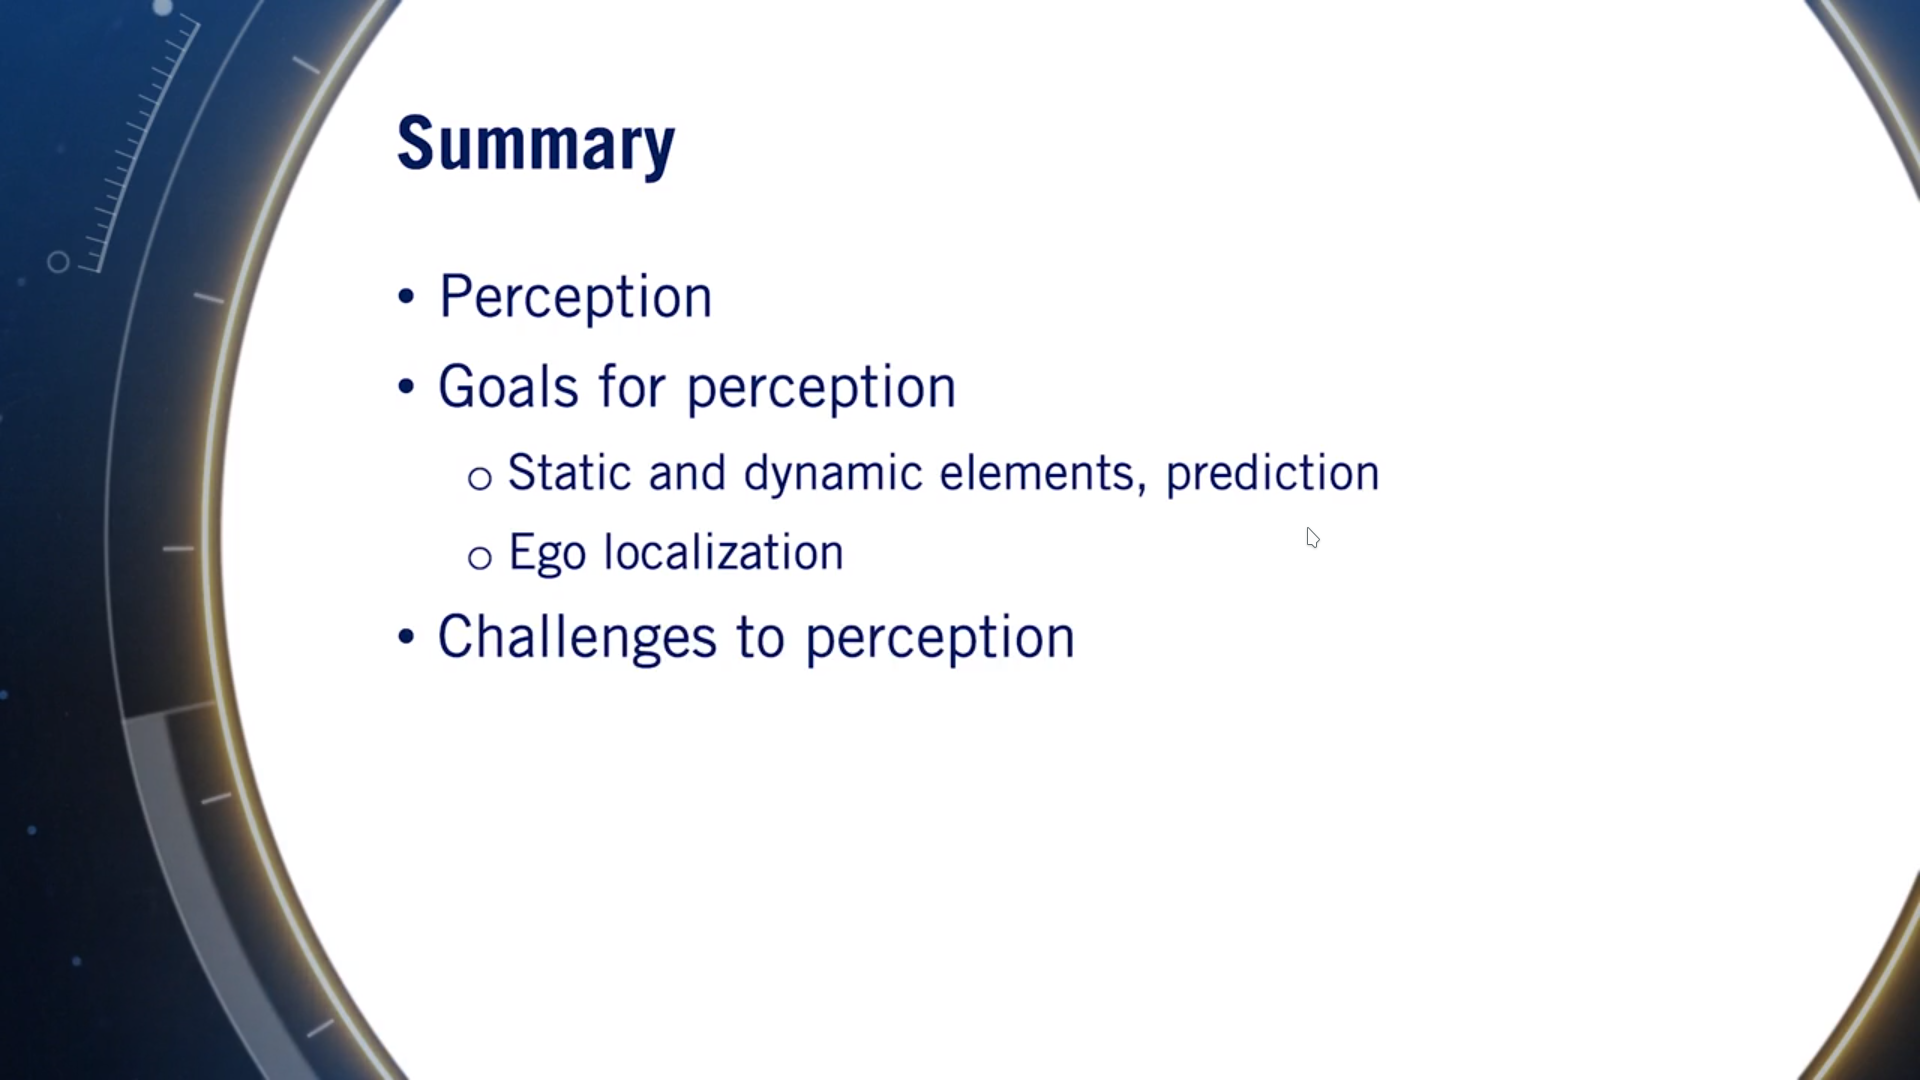 Summary
• Perception
• Goals for perception
o Static and dynamic elements, prediction
o Ego localization
• Challenges to perception